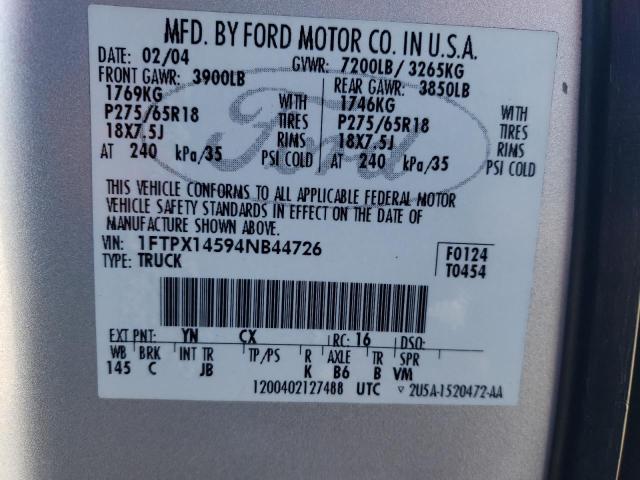 MFD. BY FORD MOTOR CO. IN U.S.A.
DATE: 02/04 GVWR: 7200LB/ 3265KG
FRONT GAWR: 3900LB REAR GAWR: 3850LB
1769KG WITH 1746KG WITH
P275/65R18 TIRES P275/65R18 TIRES
18X7.5J RIMS 18X7.5J RIMS
AT 240 kPa/35 PSI COLD AT 240 kPa/35 PSI COLD
Ford
THIS VEHICLE CONFORMS TO ALL APPLICABLE FEDERAL MOTOR
VEHICLE SAFETY STANDARDS IN EFFECT ON THE DATE OF
MANUFACTURE SHOWN ABOVE.
VIN: 1FTPX14594NB44726 F0124
TYPE: TRUCK T0454
EXT PNT: YN CX RC: 16 DSO:
WB BRK INT TR TP/PS R AXLE TR SPR
145 C JB K B6 B VM
1200402127488 UTC ▽ 2U5A-1520472-AA